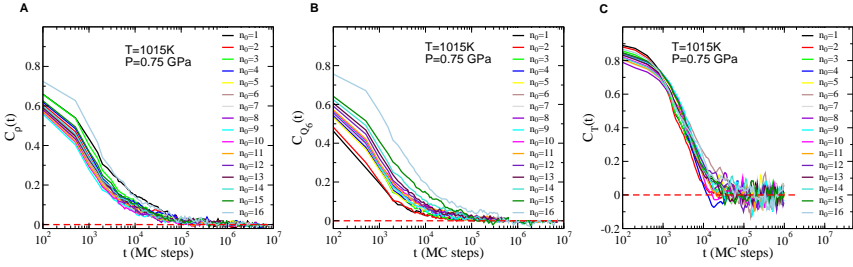 A
T=1015K
P=0.75 GPa
n0=1
n0=2
n0=3
n0=4
n0=5
n0=6
n0=7
n0=8
n0=9
n0=10
n0=11
n0=12
n0=13
n0=14
n0=15
n0=16
0.8
0.6
0.4
0.2
0
Cρ(t)
10^2
10^3
10^4
10^5
10^6
10^7
t (MC steps)
B
T=1015K
P=0.75 GPa
n0=1
n0=2
n0=3
n0=4
n0=5
n0=6
n0=7
n0=8
n0=9
n0=10
n0=11
n0=12
n0=13
n0=14
n0=15
n0=16
0.8
0.6
0.4
0.2
0
CQ6(t)
10^2
10^3
10^4
10^5
10^6
10^7
t (MC steps)
C
T=1015K
P=0.75 GPa
n0=1
n0=2
n0=3
n0=4
n0=5
n0=6
n0=7
n0=8
n0=9
n0=10
n0=11
n0=12
n0=13
n0=14
n0=15
n0=16
0.8
0.6
0.4
0.2
0
-0.2
CT(t)
10^2
10^3
10^4
10^5
10^6
10^7
t (MC steps)